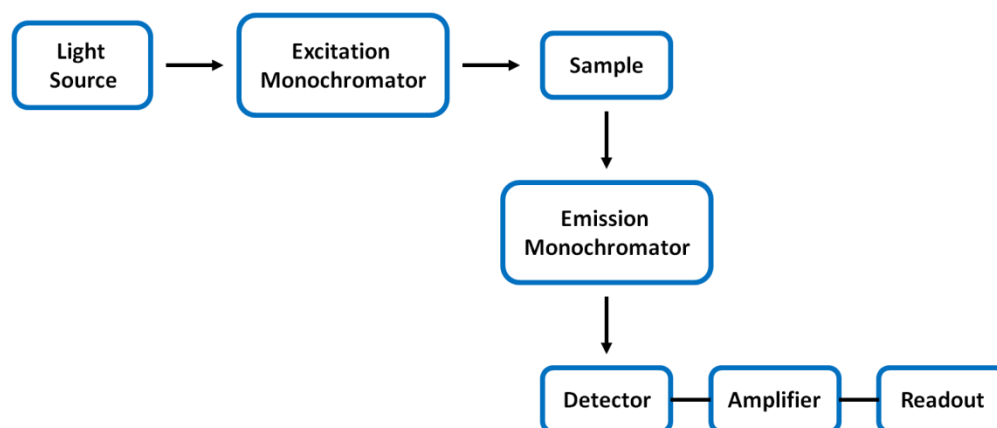 Light
Source
Excitation
Monochromator
Sample
Emission
Monochromator
Detector
Amplifier
Readout